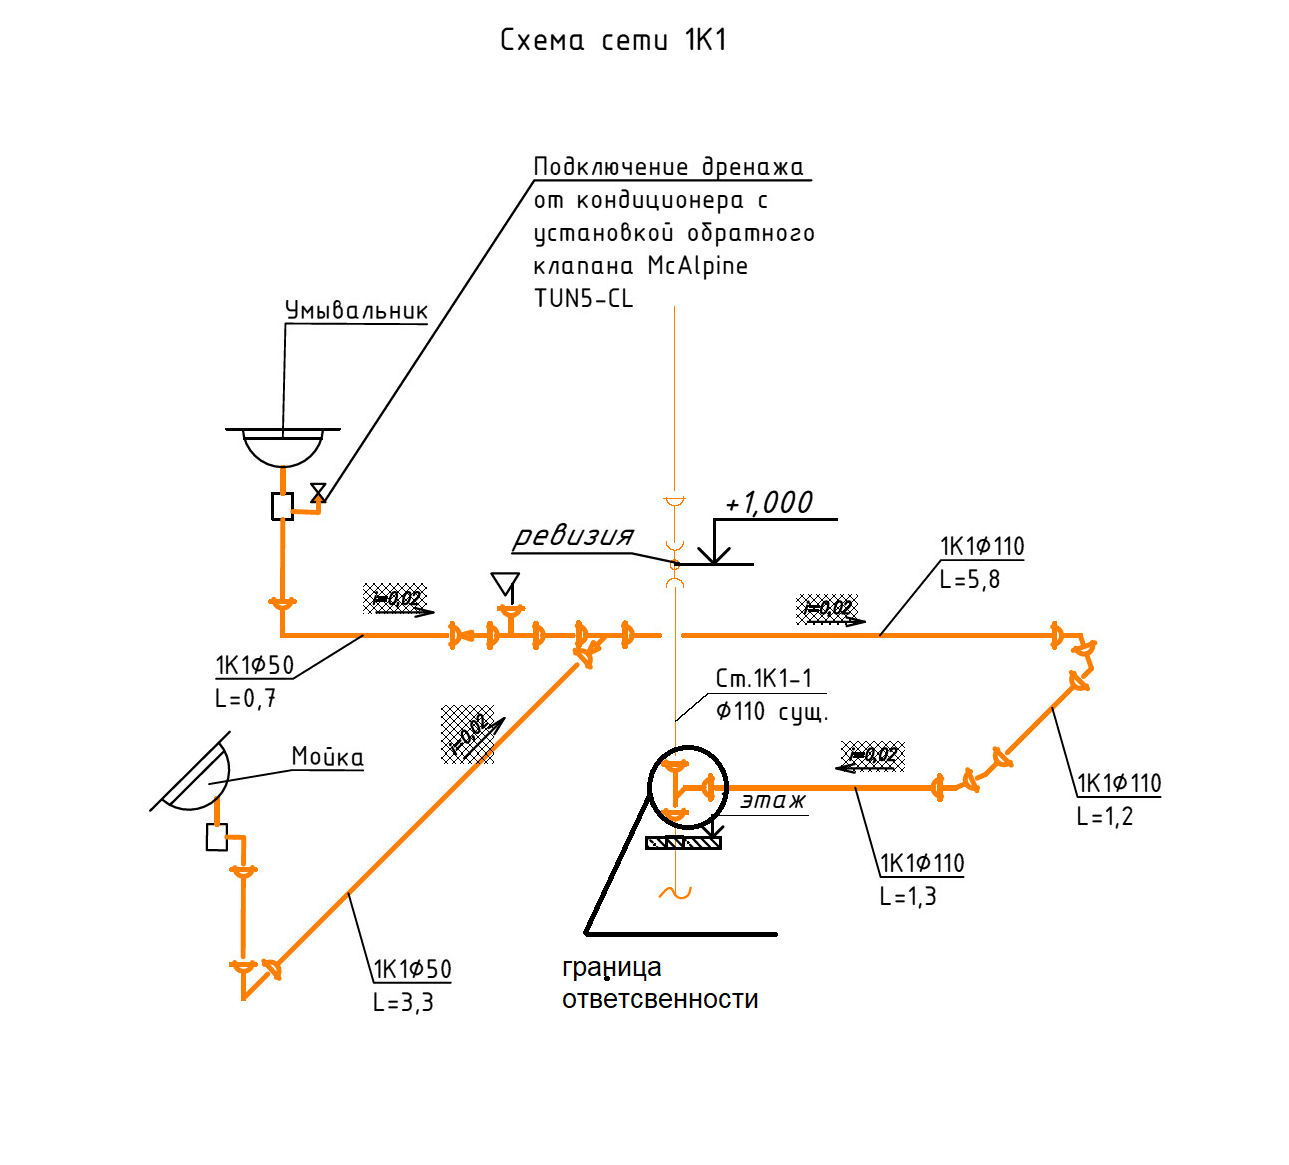 Схема сети 1К1
Подключение дренажа
от кондиционера с
установкой обратного
клапана McAlpine
TUN5-CL
Умывальник
+1,000
ревизия
1К1Ф110
L=5,8
i=0,02
i=0,02
1К1Ф50
L=0,7
Ст.1К1-1
Ф110 сущ.
i=0,02
Мойка
i=0,02
1К1Ф110
L=1,2
этаж
1К1Ф110
L=1,3
1К1Ф50
L=3,3
граница
ответсвенности